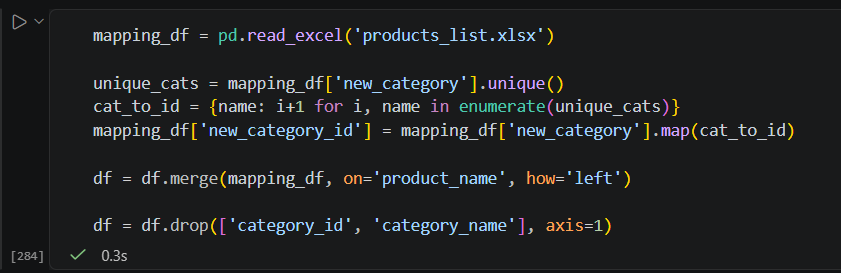 mapping_df = pd.read_excel('products_list.xlsx')
unique_cats = mapping_df['new_category'].unique()
cat_to_id = {name: i+1 for i, name in enumerate(unique_cats)}
mapping_df['new_category_id'] = mapping_df['new_category'].map(cat_to_id)
df = df.merge(mapping_df, on='product_name', how='left')
df = df.drop(['category_id', 'category_name'], axis=1)
[284] 0.3s